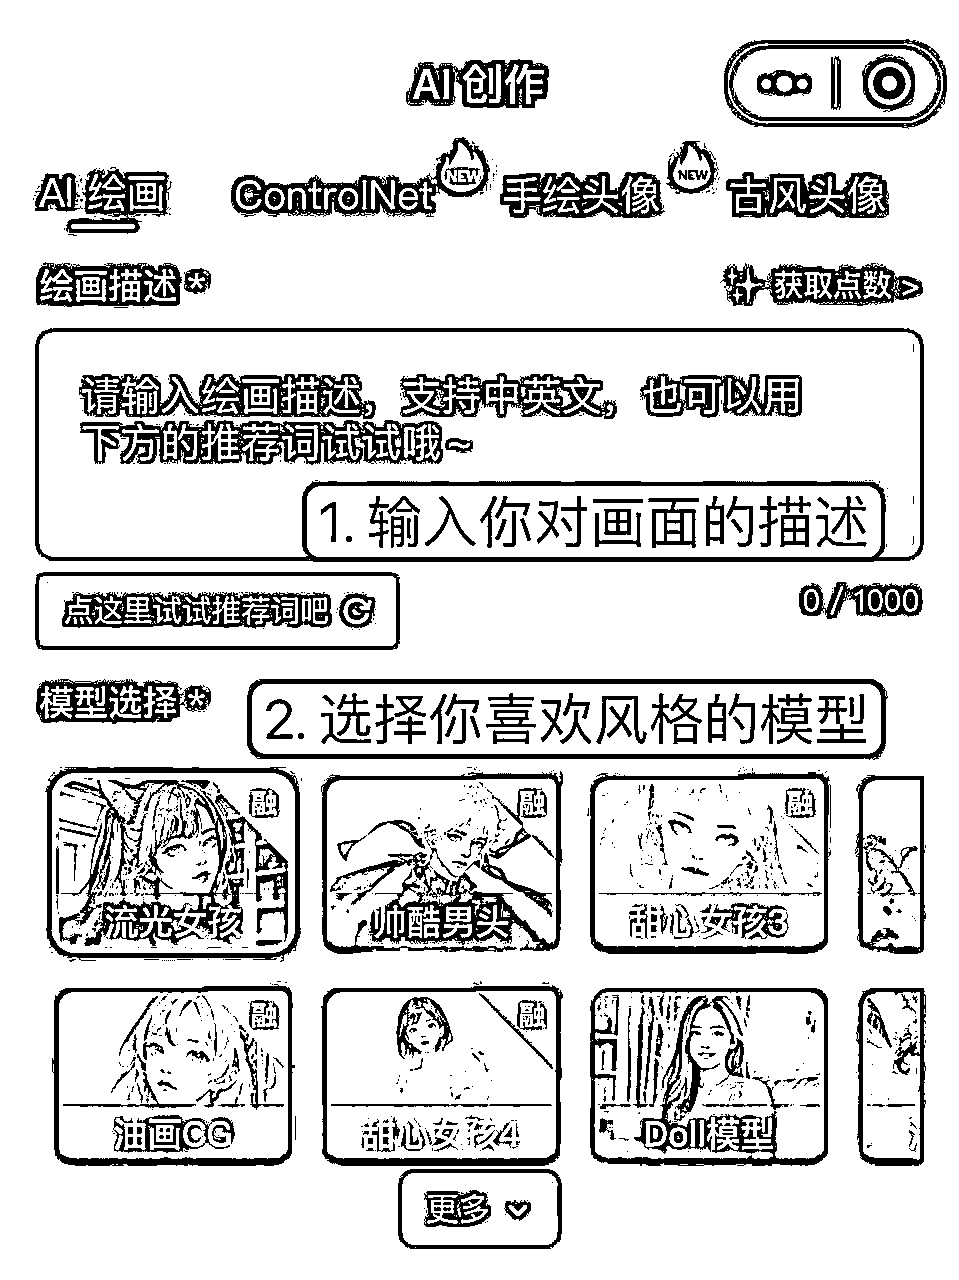 AI 创作
AI 绘画 ControlNet NEW 手绘头像 NEW 古风头像
绘画描述 * 获取点数 >
请输入绘画描述，支持中英文，也可以用
下方的推荐词试试哦~
1. 输入你对画面的描述
点这里试试推荐词吧 0 / 1000
模型选择 * 2. 选择你喜欢风格的模型
融 融 融
流光女孩 帅酷男头 甜心女孩3
融 融
油画CG 甜心女孩4 Doll模型
更多